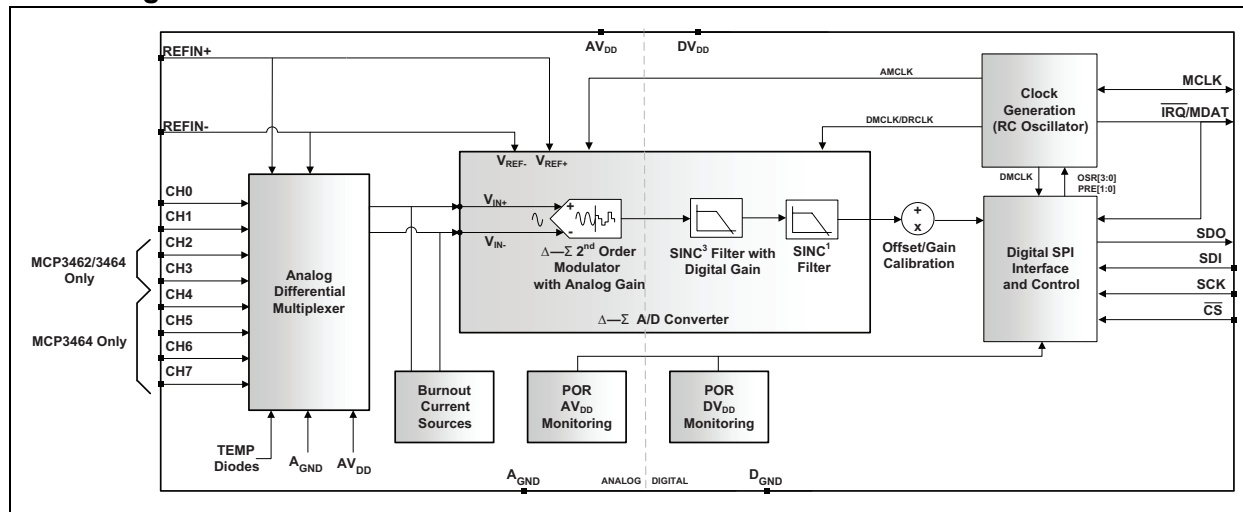 REFIN+
REFIN-
AVDD
DVDD
AMCLK
DMCLK/DRCLK
Clock
Generation
(RC Oscillator)
MCLK
IRQ/MDAT
DMCLK
OSR[3:0]
PRE[1:0]
VREF-
VREF+
CH0
CH1
CH2
CH3
CH4
CH5
CH6
CH7
MCP3462/3464
Only
MCP3464 Only
Analog
Differential
Multiplexer
VIN+
VIN-
+
-
Δ—Σ 2nd Order
Modulator
with Analog Gain
SINC3 Filter with
Digital Gain
SINC1
Filter
Δ—Σ A/D Converter
+
x
Offset/Gain
Calibration
Digital SPI
Interface
and Control
SDO
SDI
SCK
CS
Burnout
Current
Sources
POR
AVDD
Monitoring
POR
DVDD
Monitoring
TEMP
Diodes
AGND
AVDD
AGND
ANALOG
DIGITAL
DGND